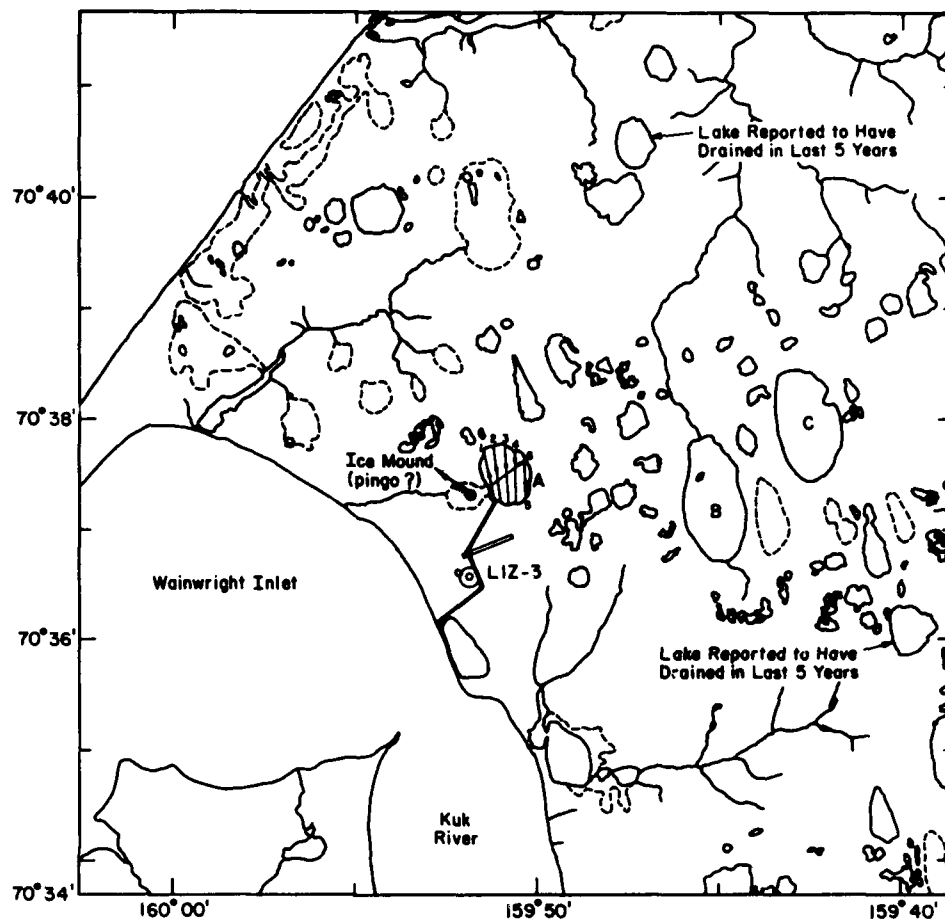 Lake Reported to Have
Drained in Last 5 Years
70°40'
70°38'
C
Ice Mound
(pingo ?)
A
B
Wainwright Inlet
LIZ-3
70°36'
Lake Reported to Have
Drained in Last 5 Years
Kuk
River
70°34'
160°00'
159°50'
159°40'